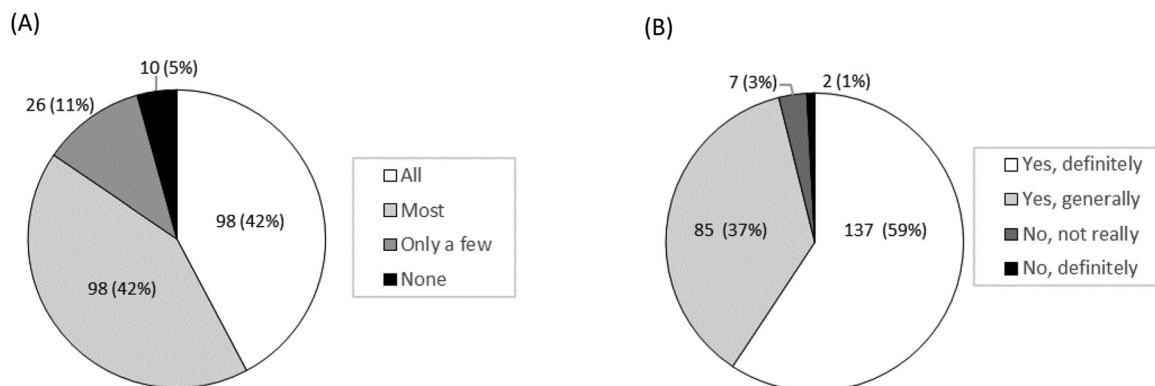 (A)
10 (5%)
26 (11%)
98 (42%)
98 (42%)
All
Most
Only a few
None
(B)
7 (3%)
2 (1%)
85 (37%)
137 (59%)
Yes, definitely
Yes, generally
No, not really
No, definitely